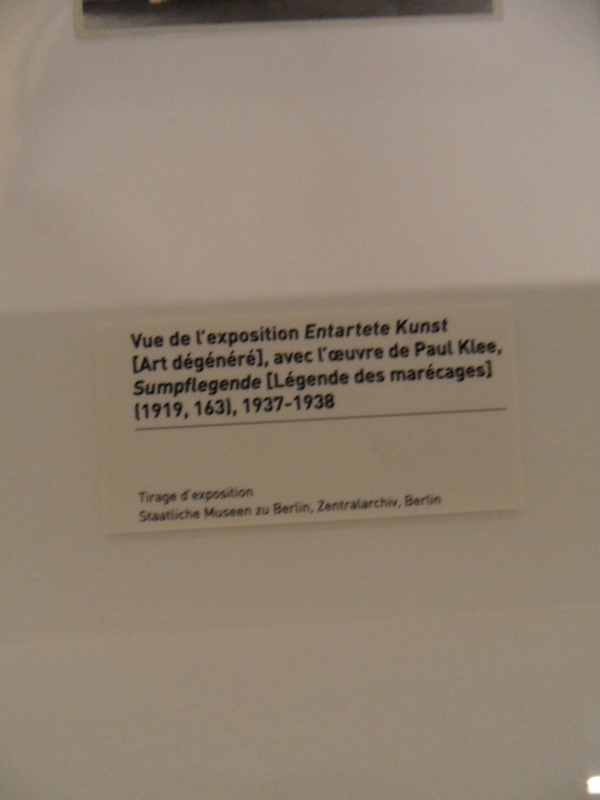 Vue de l'exposition Entartete Kunst
[Art dégénéré], avec l'œuvre de Paul Klee,
Sumpflegende [Légende des marécages]
(1919, 163), 1937-1938
Tirage d'exposition
Staatliche Museen zu Berlin, Zentralarchiv, Berlin